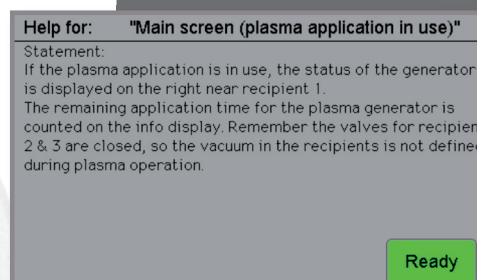 Help for: "Main screen (plasma application in use)"
Statement:
If the plasma application is in use, the status of the generator
is displayed on the right near recipient 1.
The remaining application time for the plasma generator is
counted on the info display. Remember the valves for
2 & 3 are closed, so the vacuum in the recipients is not
during plasma operation.
Ready